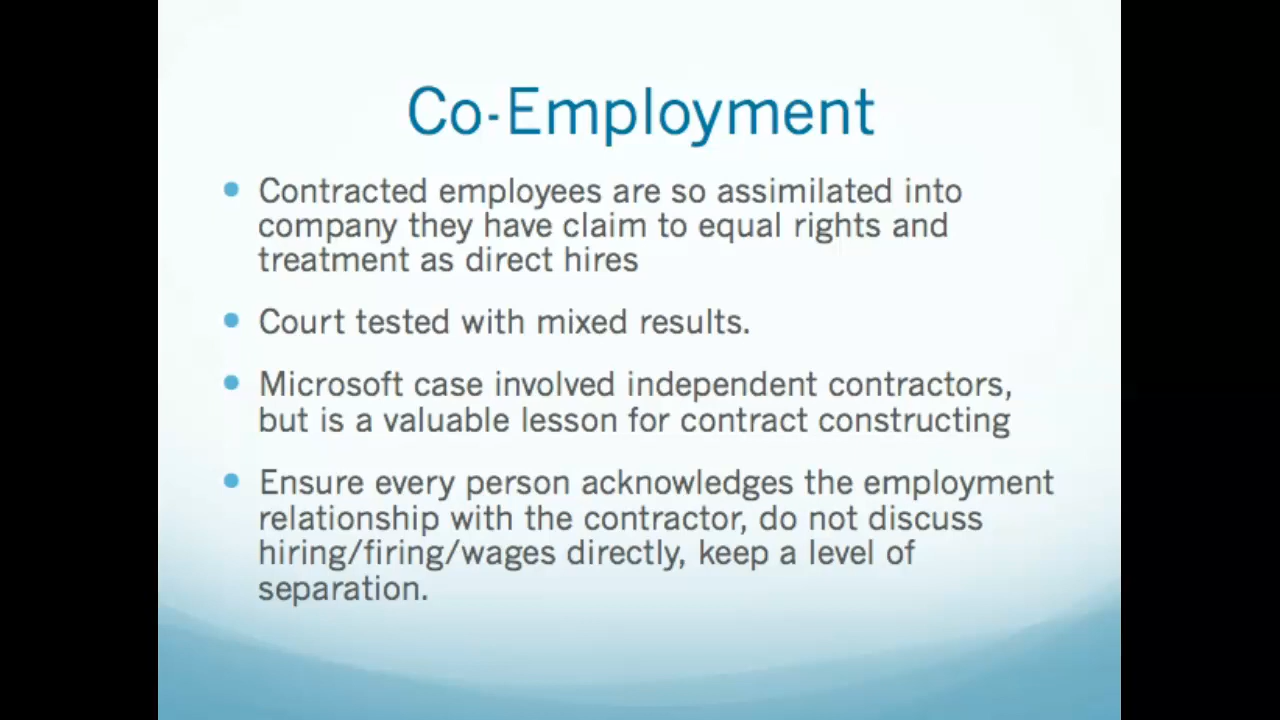 Co-Employment
Contracted employees are so assimilated into
company they have claim to equal rights and
treatment as direct hires
Court tested with mixed results.
Microsoft case involved independent contractors,
but is a valuable lesson for contract constructing
Ensure every person acknowledges the employment
relationship with the contractor, do not discuss
hiring/firing/wages directly, keep a level of
separation.